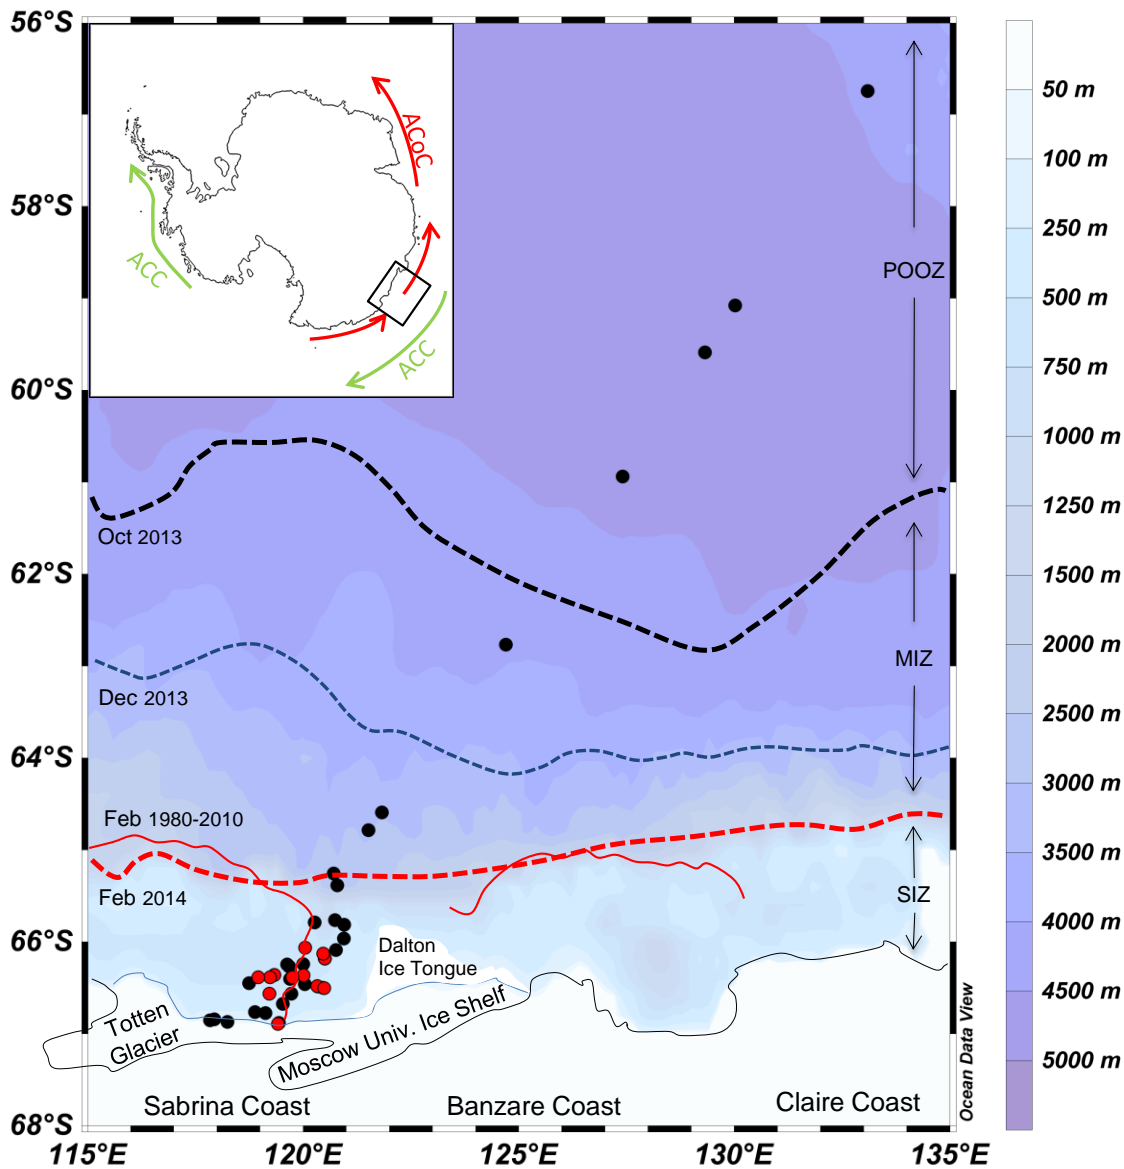 56°S
58°S
60°S
62°S
64°S
66°S
68°S
115°E
120°E
125°E
130°E
135°E
ACoC
ACC
ACC
POOZ
MIZ
SIZ
Oct 2013
Dec 2013
Feb 1980-2010
Feb 2014
Dalton
Ice Tongue
Totten
Glacier
Moscow Univ. Ice Shelf
Sabrina Coast
Banzare Coast
Claire Coast
Ocean Data View
50 m
100 m
250 m
500 m
750 m
1000 m
1250 m
1500 m
2000 m
2500 m
3000 m
3500 m
4000 m
4500 m
5000 m